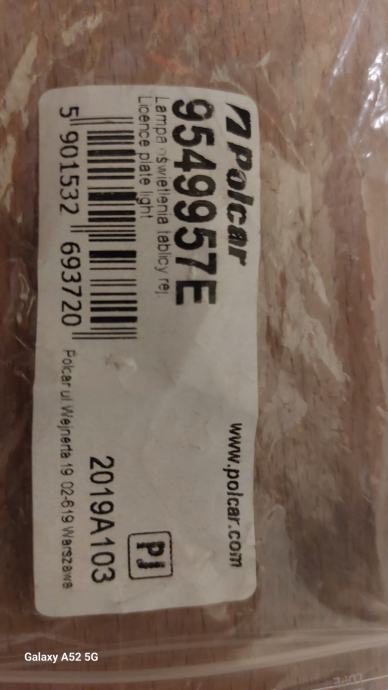 Polcar
9549957E
Lampa oświetlenia tablicy rej.
Licence plate light
5 901532 693720
www.polcar.com
PJ
2019A103
Polcar ul. Wejnerta 19 02-619 Warszawa
Galaxy A52 5G